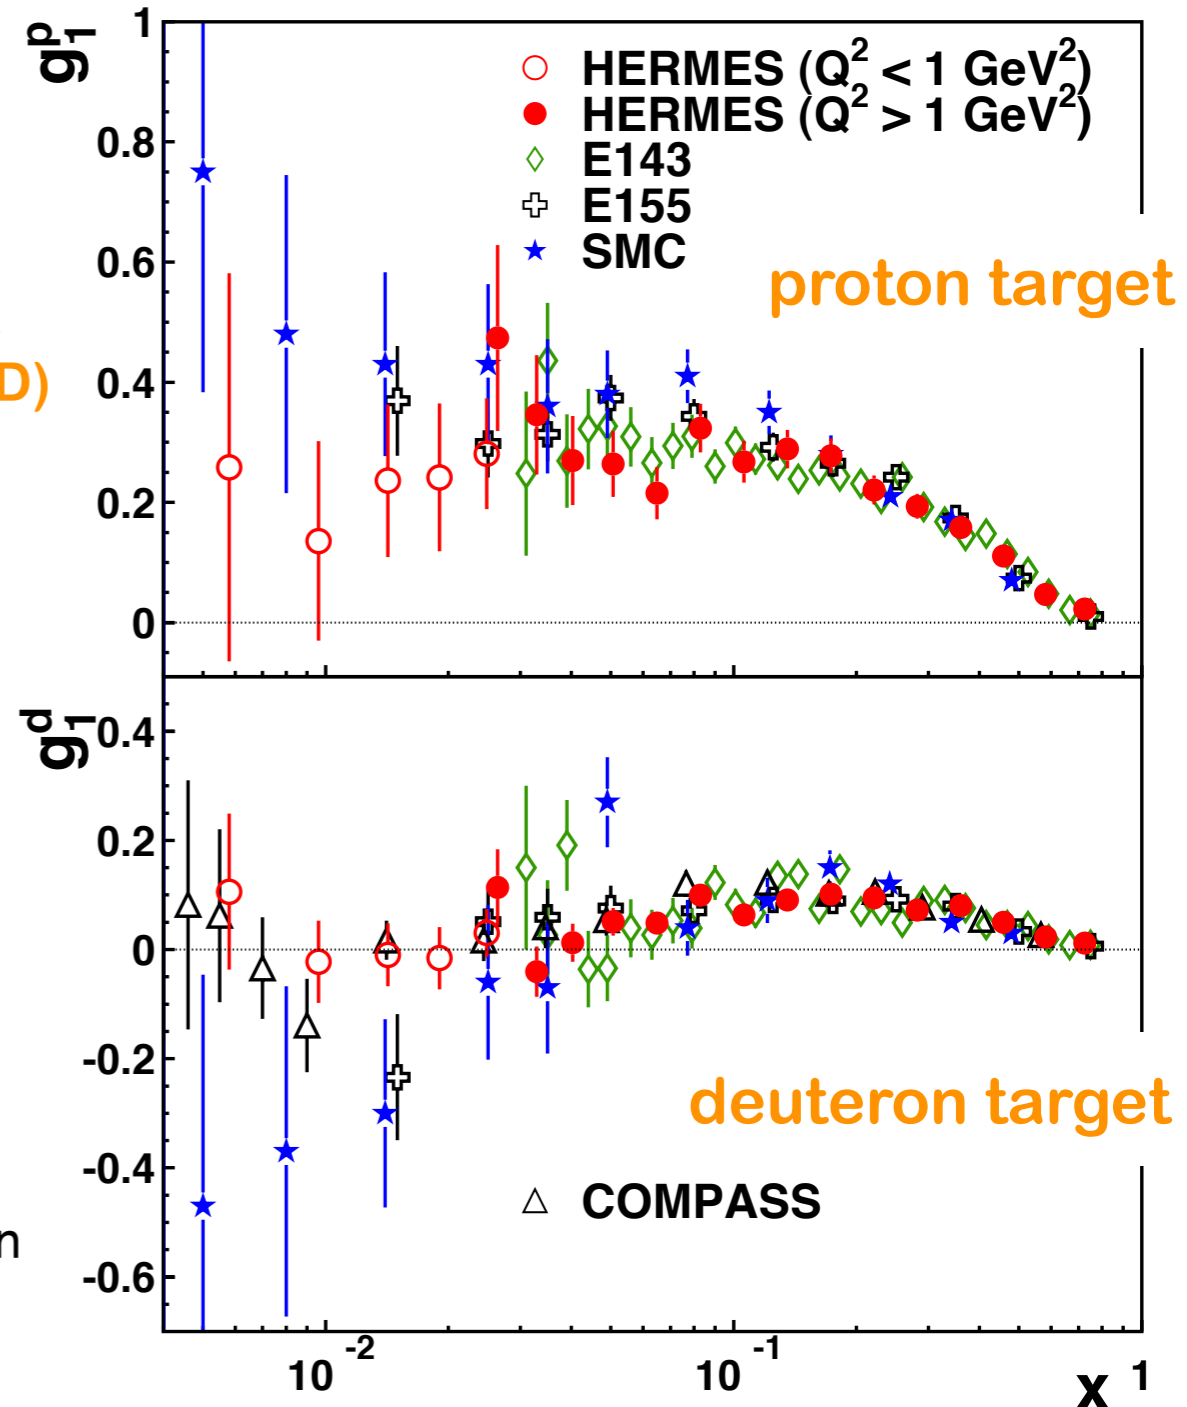 g₁ᵖ
1
HERMES (Q² < 1 GeV²)
HERMES (Q² > 1 GeV²)
0.8
E143
E155
SMC
0.6
proton target
D)
0.4
0.2
0
g₁ᵈ
0.4
0.2
0
-0.2
deuteron target
-0.4
COMPASS
n
-0.6
10⁻² 10⁻¹ x 1